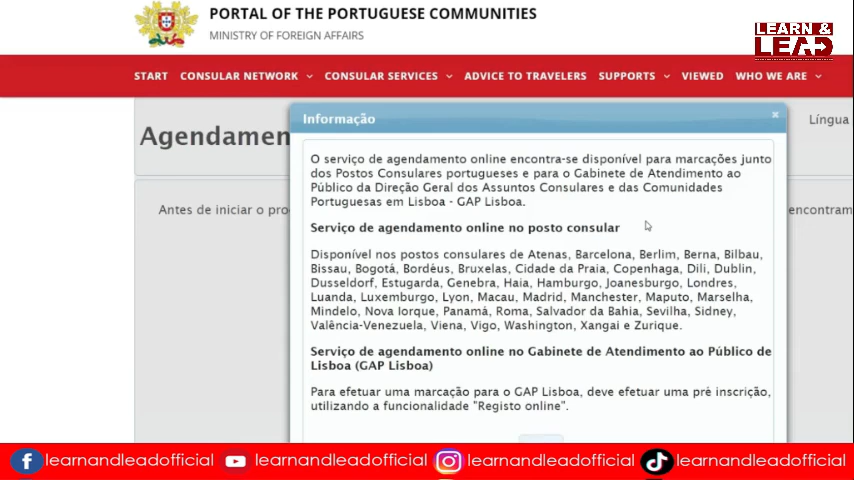 PORTAL OF THE PORTUGUESE COMMUNITIES
MINISTRY OF FOREIGN AFFAIRS
LEARN &
LEAD
START CONSULAR NETWORK CONSULAR SERVICES ADVICE TO TRAVELERS SUPPORTS VIEWED WHO WE ARE
Informação
Língua
Agendamen
O serviço de agendamento online encontra-se disponível para marcações junto
dos Postos Consulares portugueses e para o Gabinete de Atendimento ao
Público da Direção Geral dos Assuntos Consulares e das Comunidades
Portuguesas em Lisboa - GAP Lisboa.
Antes de iniciar o pro
encontram
Serviço de agendamento online no posto consular
Disponível nos postos consulares de Atenas, Barcelona, Berlim, Berna, Bilbau,
Bissau, Bogotá, Bordéus, Bruxelas, Cidade da Praia, Copenhaga, Dili, Dublin,
Dusseldorf, Estugarda, Genebra, Haia, Hamburgo, Joanesburgo, Londres,
Luanda, Luxemburgo, Lyon, Macau, Madrid, Manchester, Maputo, Marselha,
Mindelo, Nova Iorque, Panamá, Roma, Salvador da Bahia, Sevilha, Sidney,
Valência-Venezuela, Viena, Vigo, Washington, Xangai e Zurique.
Serviço de agendamento online no Gabinete de Atendimento ao Público de
Lisboa (GAP Lisboa)
Para efetuar uma marcação para o GAP Lisboa, deve efetuar uma pré inscrição,
utilizando a funcionalidade "Registo online".
learnandleadofficial learnandleadofficial learnandleadofficial learnandleadofficial